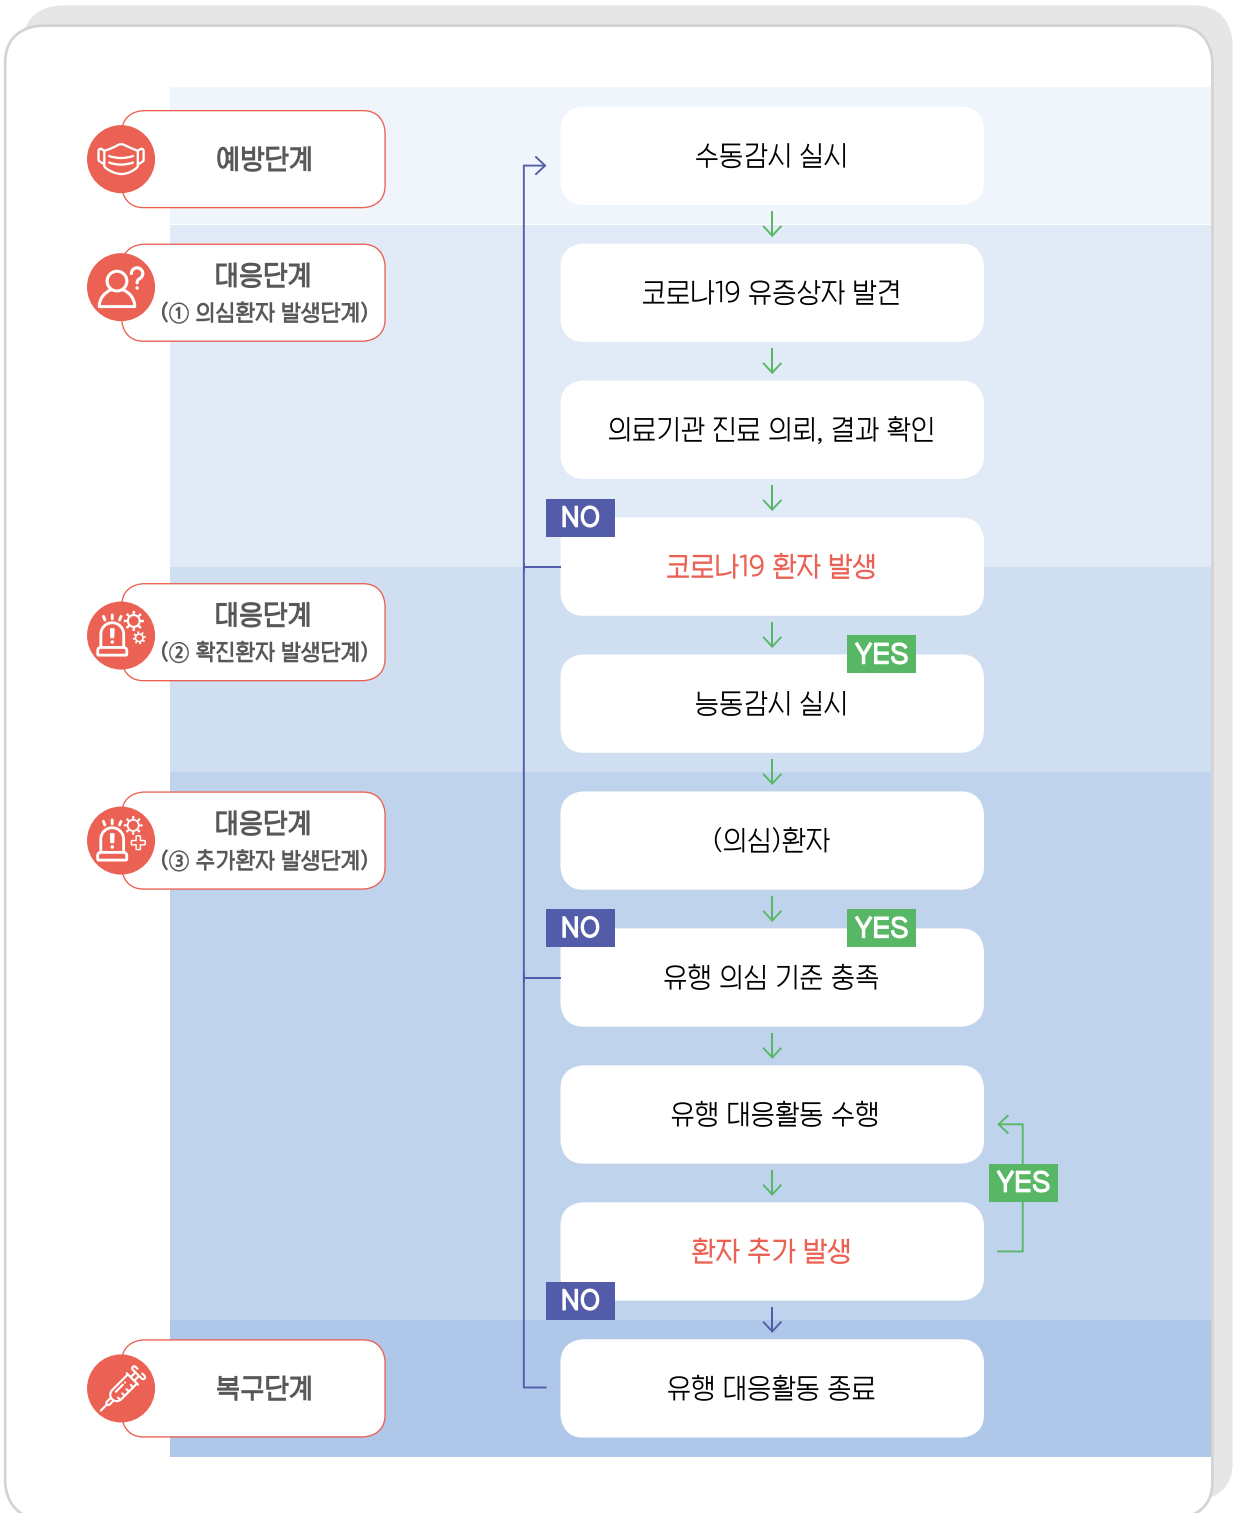 예방단계
수동감시 실시
대응단계
(① 의심환자 발생단계)
코로나19 유증상자 발견
의료기관 진료 의뢰, 결과 확인
NO
코로나19 환자 발생
대응단계
(② 확진환자 발생단계)
YES
능동감시 실시
대응단계
(③ 추가환자 발생단계)
(의심)환자
NO
YES
유행 의심 기준 충족
유행 대응활동 수행
YES
환자 추가 발생
NO
복구단계
유행 대응활동 종료